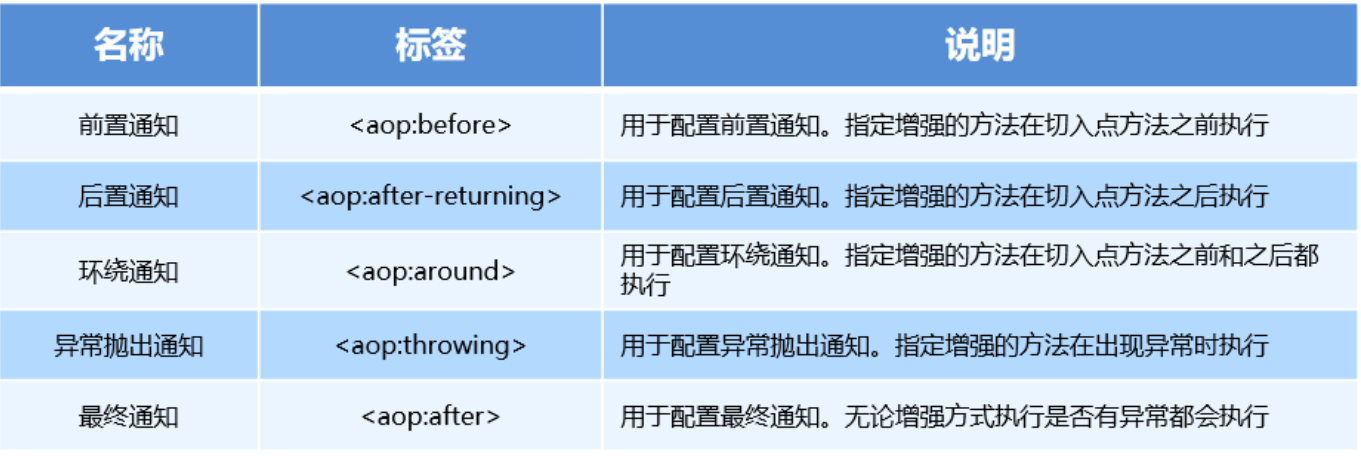 名称 标签 说明
前置通知 <aop:before> 用于配置前置通知。指定增强的方法在切入点方法之前执行
后置通知 <aop:after-returning> 用于配置后置通知。指定增强的方法在切入点方法之后执行
环绕通知 <aop:around> 用于配置环绕通知。指定增强的方法在切入点方法之前和之后都
执行
异常抛出通知 <aop:throwing> 用于配置异常抛出通知。指定增强的方法在出现异常时执行
最终通知 <aop:after> 用于配置最终通知。无论增强方式执行是否有异常都会执行